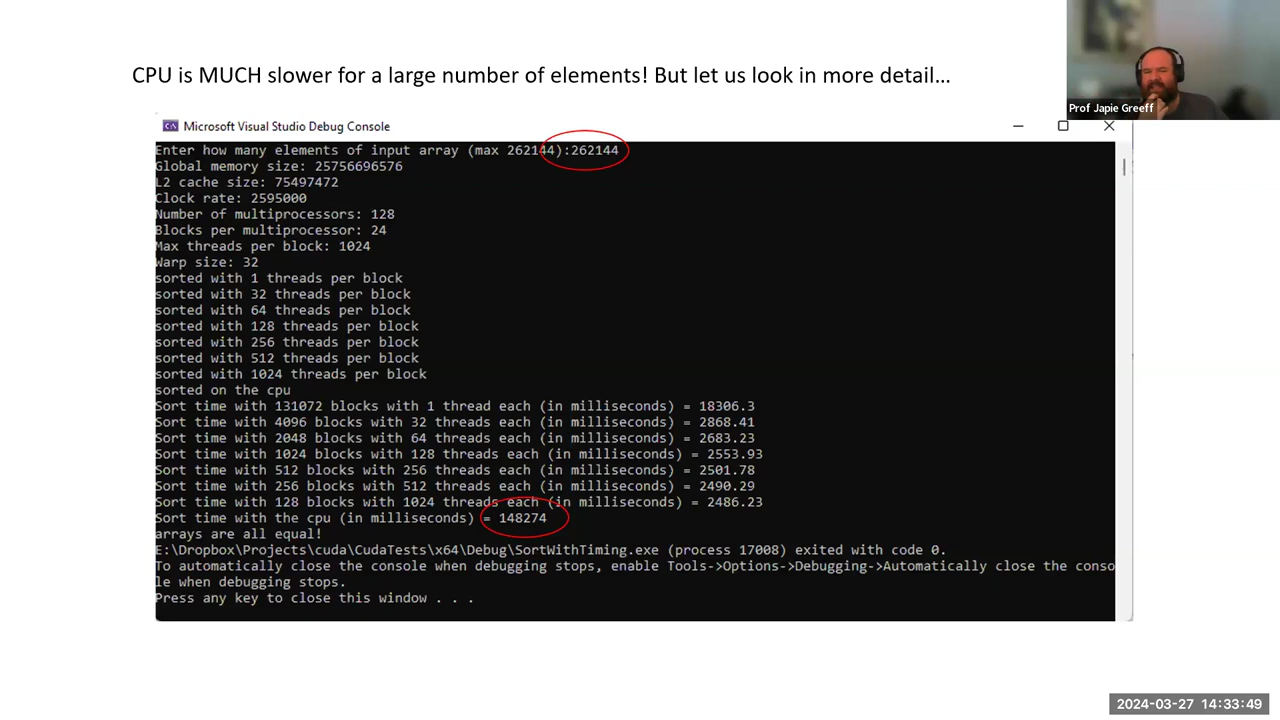 CPU is MUCH slower for a large number of elements! But let us look in more detail…
Prof Japie Greeff
Microsoft Visual Studio Debug Console
Enter how many elements of input array (max 262144):262144
Global memory size: 25756696576
L2 cache size: 75497472
Clock rate: 2595000
Number of multiprocessors: 128
Blocks per multiprocessor: 24
Max threads per block: 1024
Warp size: 32
sorted with 1 threads per block
sorted with 32 threads per block
sorted with 64 threads per block
sorted with 128 threads per block
sorted with 256 threads per block
sorted with 512 threads per block
sorted with 1024 threads per block
sorted on the cpu
Sort time with 131072 blocks with 1 thread each (in milliseconds) = 18306.3
Sort time with 4096 blocks with 32 threads each (in milliseconds) = 2868.41
Sort time with 2048 blocks with 64 threads each (in milliseconds) = 2683.23
Sort time with 1024 blocks with 128 threads each (in milliseconds) = 2553.93
Sort time with 512 blocks with 256 threads each (in milliseconds) = 2501.78
Sort time with 256 blocks with 512 threads each (in milliseconds) = 2490.29
Sort time with 128 blocks with 1024 threads each (in milliseconds) = 2486.23
Sort time with the cpu (in milliseconds) = 148274
arrays are all equal!
E:\Dropbox\Projects\cuda\CudaTests\x64\Debug\SortWithTiming.exe (process 17008) exited with code 0.
To automatically close the console when debugging stops, enable Tools->Options->Debugging->Automatically close the conso
le when debugging stops.
Press any key to close this window . . .
2024-03-27 14:33:49